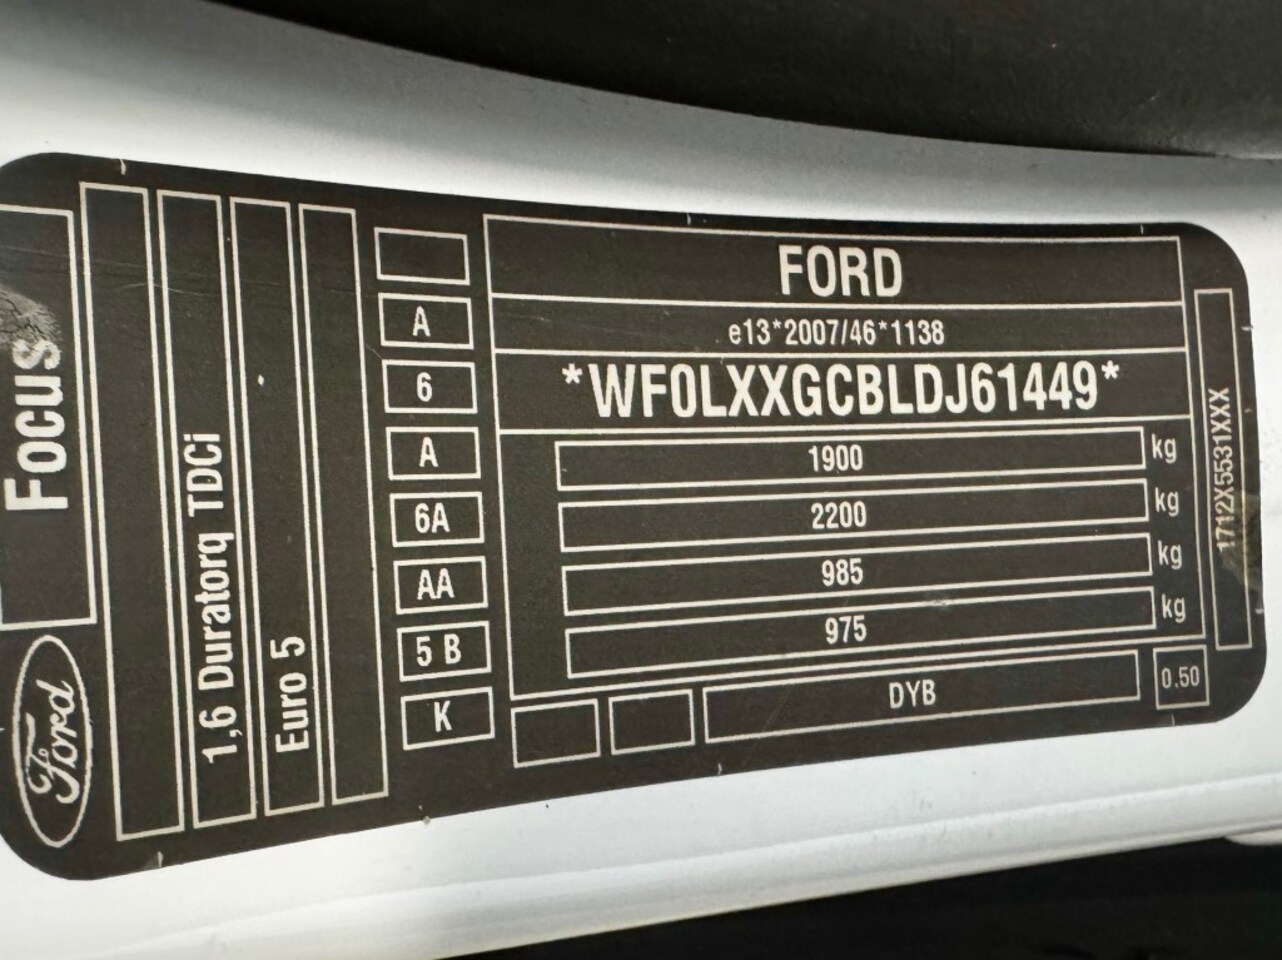 FORD
e13*2007/46*1138
*WF0LXXGCBLDJ61449*
1900 kg
2200 kg
985 kg
975 kg
DYB
0.50
1712X5531XXX
A
6
A
6A
AA
5 B
K
Focus
Ford
1,6 Duratorq TDCi
Euro 5